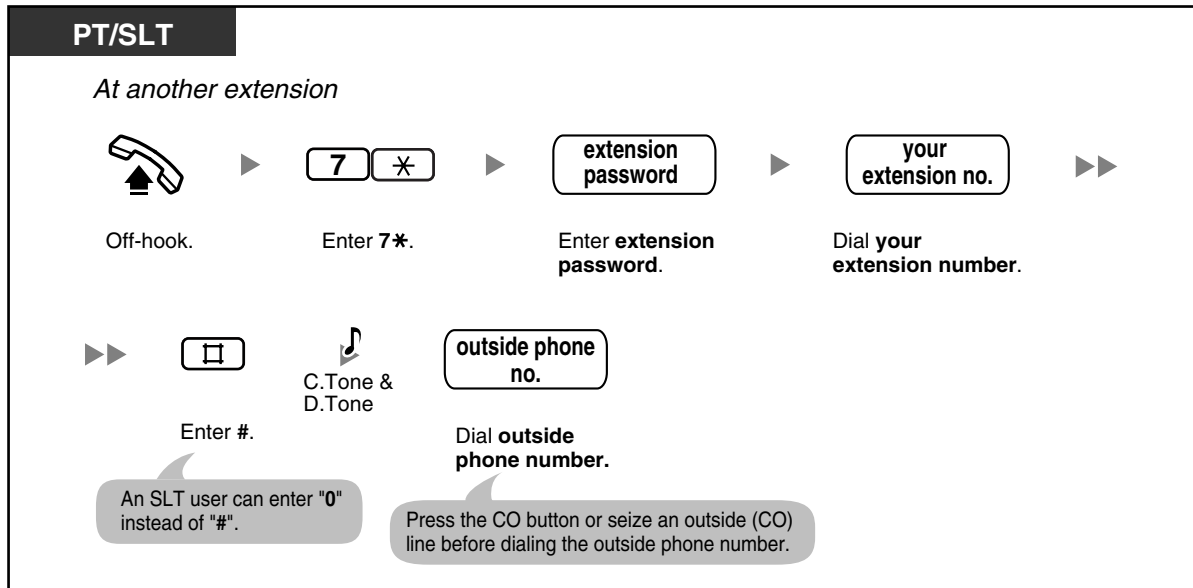 PT/SLT
At another extension
7 ✳
extension
password
your
extension no.
Off-hook.
Enter 7✳.
Enter extension
password.
Dial your
extension number.
#
C.Tone &
D.Tone
outside phone
no.
Enter #.
Dial outside
phone number.
An SLT user can enter "0"
instead of "#".
Press the CO button or seize an outside (CO)
line before dialing the outside phone number.